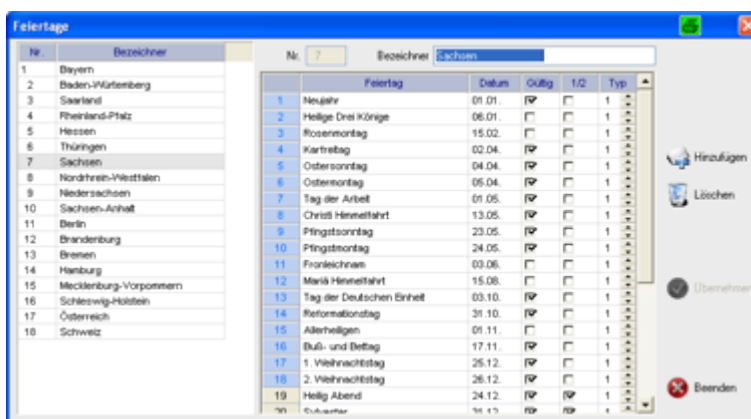 Feiertage
Nr. Bezeichner
1 Bayern
2 Baden-Würtemberg
3 Saarland
4 Rheinland-Pfalz
5 Hessen
6 Thüringen
7 Sachsen
8 Nordrhrein-Westfalen
9 Niedersachsen
10 Sachsen-Anhalt
11 Berlin
12 Brandenburg
13 Bremen
14 Hamburg
15 Mecklenburg-Vorpommern
16 Schleswig-Holstein
17 Österreich
18 Schweiz
Nr. 7 Bezeichner Sachsen
Feiertag Datum Gültig 1/2 Typ
1 Neujahr 01.01. 1
2 Heilige Drei Könige 06.01. 1
3 Rosenmontag 15.02. 1
4 Karfreitag 02.04. 1
5 Ostersonntag 04.04. 1
6 Ostermontag 05.04. 1
7 Tag der Arbeit 01.05. 1
8 Christi Himmelfahrt 13.05. 1
9 Pfingstsonntag 23.05. 1
10 Pfingstmontag 24.05. 1
11 Fronleichnam 03.06. 1
12 Mariä Himmelfahrt 15.08. 1
13 Tag der Deutschen Einheit 03.10. 1
14 Reformationstag 31.10. 1
15 Allerheiligen 01.11. 1
16 Buß- und Bettag 17.11. 1
17 1. Weihnachtstag 25.12. 1
18 2. Weihnachtstag 26.12. 1
19 Heilig Abend 24.12. 1
20 Sylvester 31.12. 1
Hinzufügen
Löschen
Übernehmen
Beenden